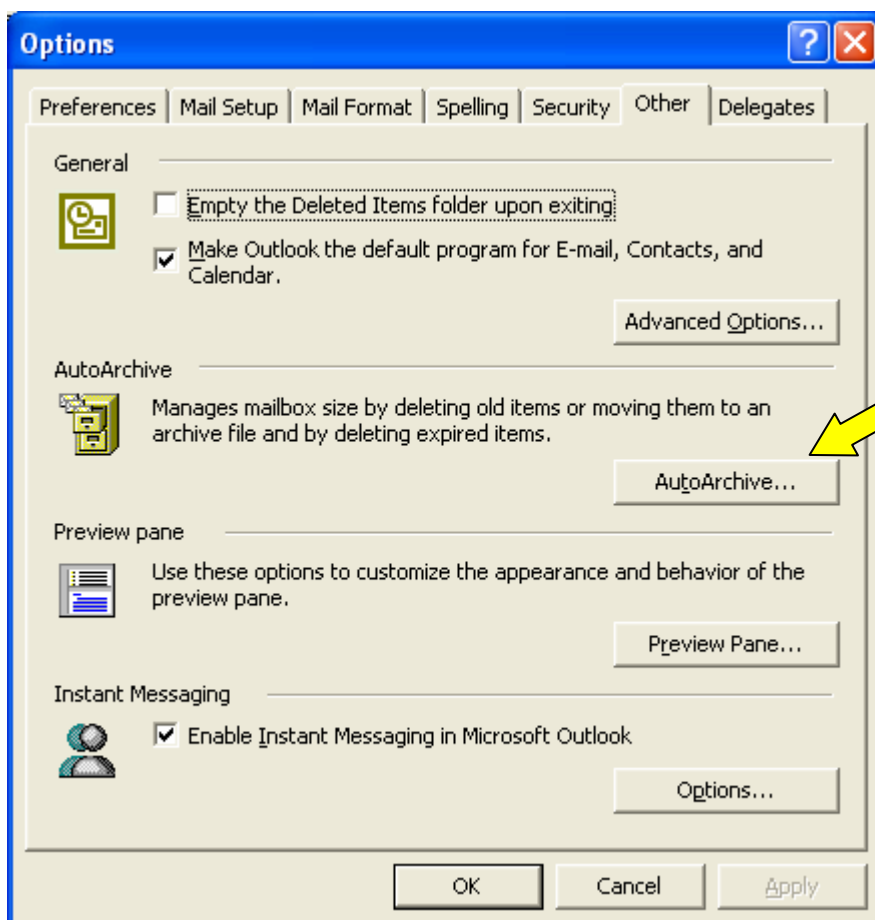 Options
Preferences Mail Setup Mail Format Spelling Security Other Delegates
General
Empty the Deleted Items folder upon exiting
Make Outlook the default program for E-mail, Contacts, and
Calendar.
Advanced Options...
AutoArchive
Manages mailbox size by deleting old items or moving them to an
archive file and by deleting expired items.
AutoArchive...
Preview pane
Use these options to customize the appearance and behavior of the
preview pane.
Preview Pane...
Instant Messaging
Enable Instant Messaging in Microsoft Outlook
Options...
OK Cancel Apply